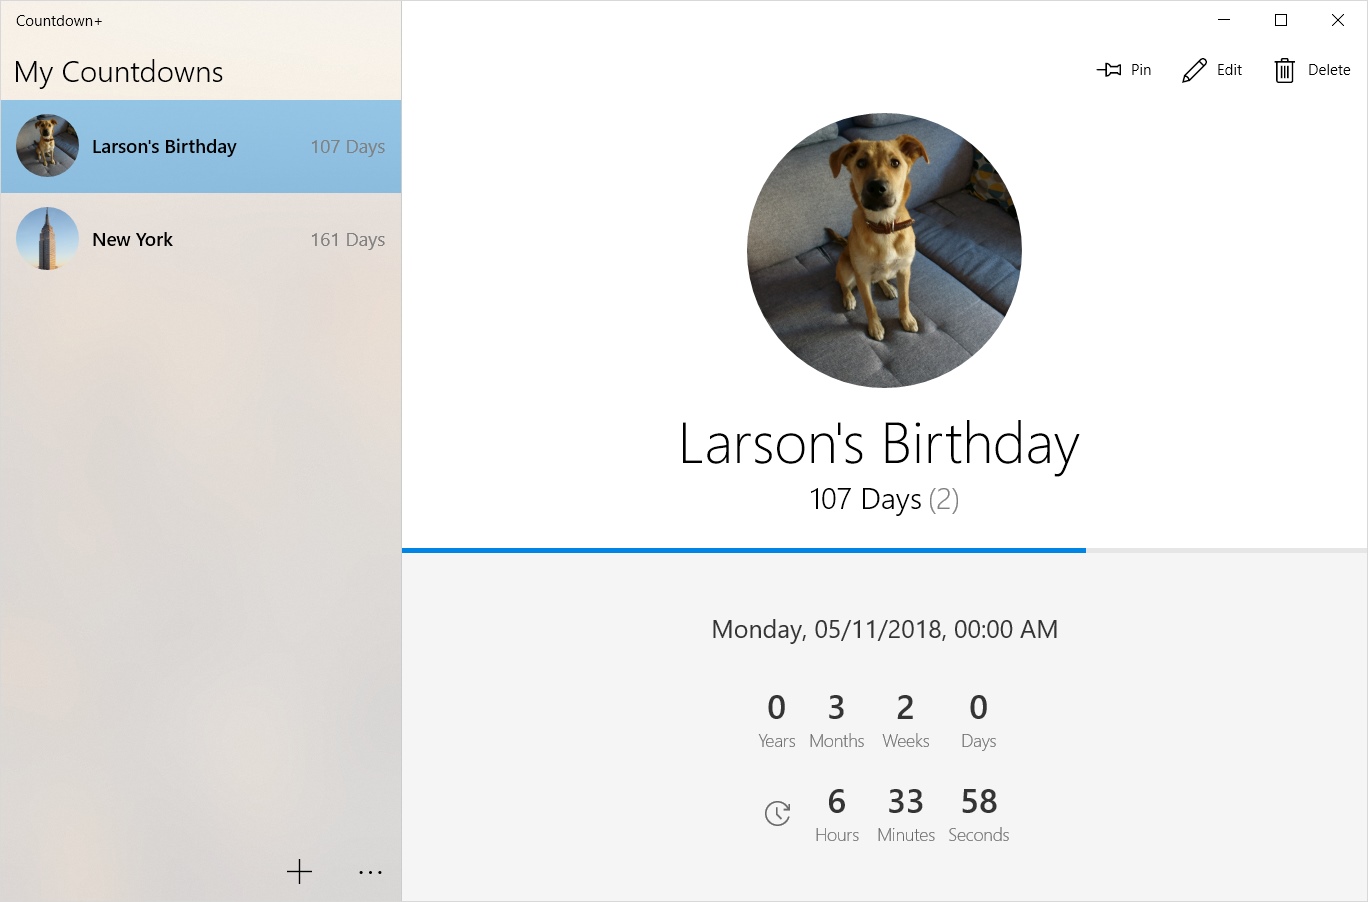 Countdown+
My Countdowns
Larson's Birthday 107 Days
New York 161 Days
Pin Edit Delete
Larson's Birthday
107 Days (2)
Monday, 05/11/2018, 00:00 AM
0 3 2 0
Years Months Weeks Days
6 33 58
Hours Minutes Seconds